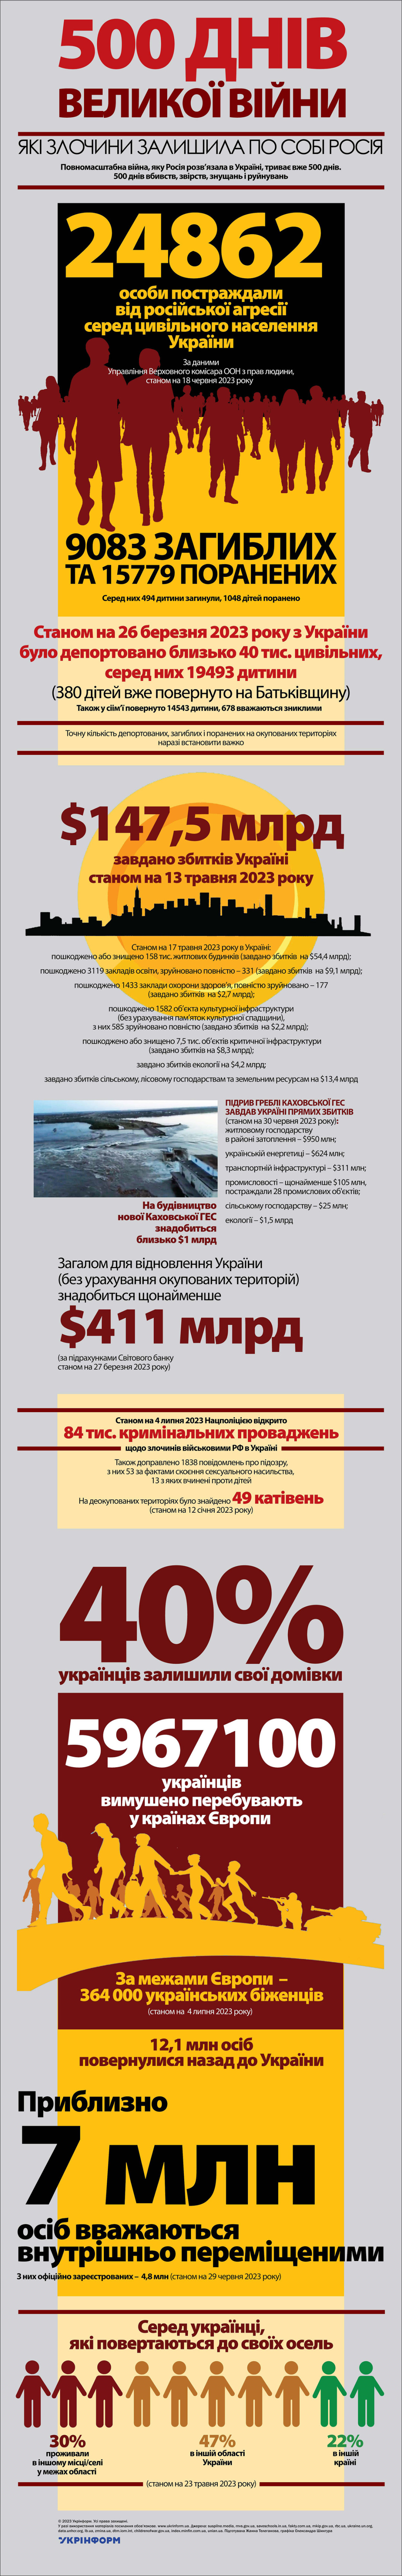 500 ДНІВ
ВЕЛИКОЇ ВІЙНИ
ЯКІ ЗЛОЧИНИ ЗАЛИШИЛА ПО СОБІ РОСІЯ
Повномасштабна війна, яку Росія розв'язала в Україні, триває вже 500 днів.
500 днів вбивств, звірств, знущань і руйнувань
24862
особи постраждали
від російської агресії
серед цивільного населення
України
За даними
Управління Верховного комісара ООН з прав людини,
станом на 18 червня 2023 року
9083 ЗАГИБЛИХ
ТА 15779 ПОРАНЕНИХ
Серед них 494 дитини загинули, 1048 дітей поранено
Станом на 26 березня 2023 року з України
було депортовано близько 40 тис. цивільних,
серед них 19493 дитини
(380 дітей вже повернуто на Батьківщину)
Також у сім'ї повернуто 14543 дитини, 678 вважаються зниклими
Точну кількість депортованих, загиблих і поранених на окупованих територіях
наразі встановити важко
$147,5 млрд
завдано збитків Україні
станом на 13 травня 2023 року
Станом на 17 травня 2023 року в Україні:
пошкоджено або знищено 158 тис. житлових будинків (завдано збитків на $54,4 млрд);
пошкоджено 3119 закладів освіти, зруйновано повністю – 331 (завдано збитків на $9,1 млрд);
пошкоджено 1433 заклади охорони здоров'я, повністю зруйновано – 177
(завдано збитків на $2,7 млрд);
пошкоджено 1582 об'єкта культурної інфраструктури
(без урахування пам'яток культурної спадщини),
з них 585 зруйновано повністю (завдано збитків на $2,2 млрд);
пошкоджено або знищено 7,5 тис. об'єктів критичної інфраструктури
(завдано збитків на $8,3 млрд);
завдано збитків екології на $4,2 млрд;
завдано збитків сільському, лісовому господарствам та земельним ресурсам на $13,4 млрд
ПІДРИВ ГРЕБЛІ КАХОВСЬКОЇ ГЕС
ЗАВДАВ УКРАЇНІ ПРЯМИХ ЗБИТКІВ
(станом на 30 червня 2023 року):
житловому господарству
в районі затоплення – $950 млн;
українській енергетиці – $624 млн;
транспортній інфраструктурі – $311 млн;
промисловості – щонайменше $105 млн,
постраждали 28 промислових об'єктів;
сільському господарству – $25 млн;
екології – $1,5 млрд
На будівництво
нової Каховської ГЕС
знадобиться
близько $1 млрд
Загалом для відновлення України
(без урахування окупованих територій)
знадобиться щонайменше
$411 млрд
(за підрахунками Світового банку
станом на 27 березня 2023 року)
Станом на 4 липня 2023 Нацполіцією відкрито
84 тис. кримінальних проваджень
щодо злочинів військовими РФ в Україні
Також доправлено 1838 повідомлень про підозру,
з них 53 за фактами скоєння сексуального насильства,
13 з яких вчинені проти дітей
На деокупованих територіях було знайдено 49 катівень
(станом на 12 січня 2023 року)
40%
українців залишили свої домівки
5967100
українців
вимушено перебувають
у країнах Європи
За межами Європи –
364 000 українських біженців
(станом на 4 липня 2023 року)
12,1 млн осіб
повернулися назад до України
Приблизно
7 млн
осіб вважаються
внутрішньо переміщеними
З них офіційно зареєстрованих – 4,8 млн (станом на 29 червня 2023 року)
Серед українці,
які повертаються до своїх осель
30%
проживали
в іншому місці/селі
у межах області
47%
в іншій області
України
22%
в іншій
країні
(станом на 23 травня 2023 року)
© 2023 Укрінформ. Усі права захищені.
УКРІНФОРМ